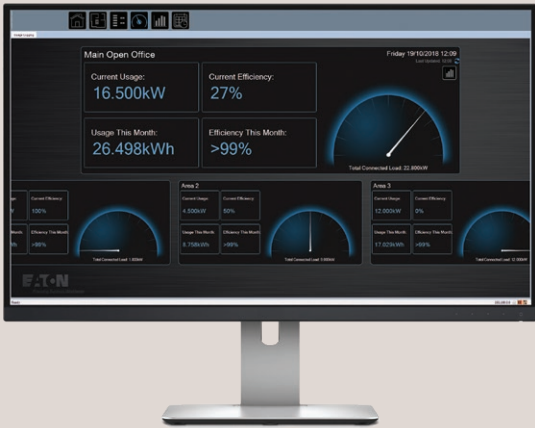 Main Open Office
Friday 19/10/2018 12:09
Current Usage:
16.500kW
Current Efficiency:
27%
Usage This Month:
26.498kWh
Efficiency This Month:
>99%
Total Connected Load: 22.800kW
Current Efficiency
100%
Efficiency This Month
>99%
Area 2
Current Usage
4.500kW
Current Efficiency
50%
Usage This Month
8.758kWh
Efficiency This Month
>99%
Area 3
Current Usage
12.000kW
Current Efficiency
0%
Usage This Month
17.629kWh
Efficiency This Month
>99%
EATON